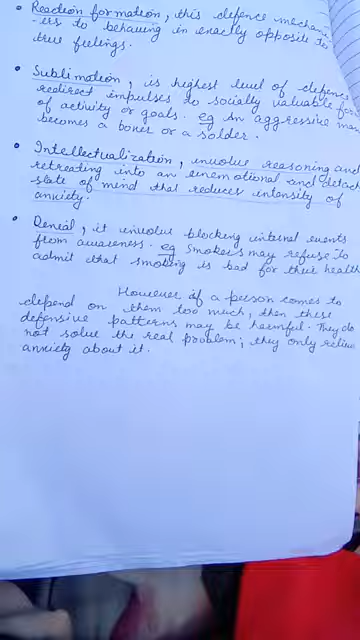 • Reaction formation, this defence mechani
-ers to behaving in exactly opposite to
true feelings.
• Sublimation, is highest level of defence
redirect impulses to socially valuable for
of activity or goals. eg In aggressive man
becomes a boxer or a solder.
• Intellectualization, involve reasoning and
retreating into an unemotional and detach
state of mind that reduces intensity of
anxiety.
• Denial, it involve blocking internal events
from awareness. eg Smokers may refuse to
admit that smoking is bad for their health
However if a person comes to
depend on them too much, then these
defensive patterns may be harmful. They do
not solve the real problem; they only relieve
anxiety about it.